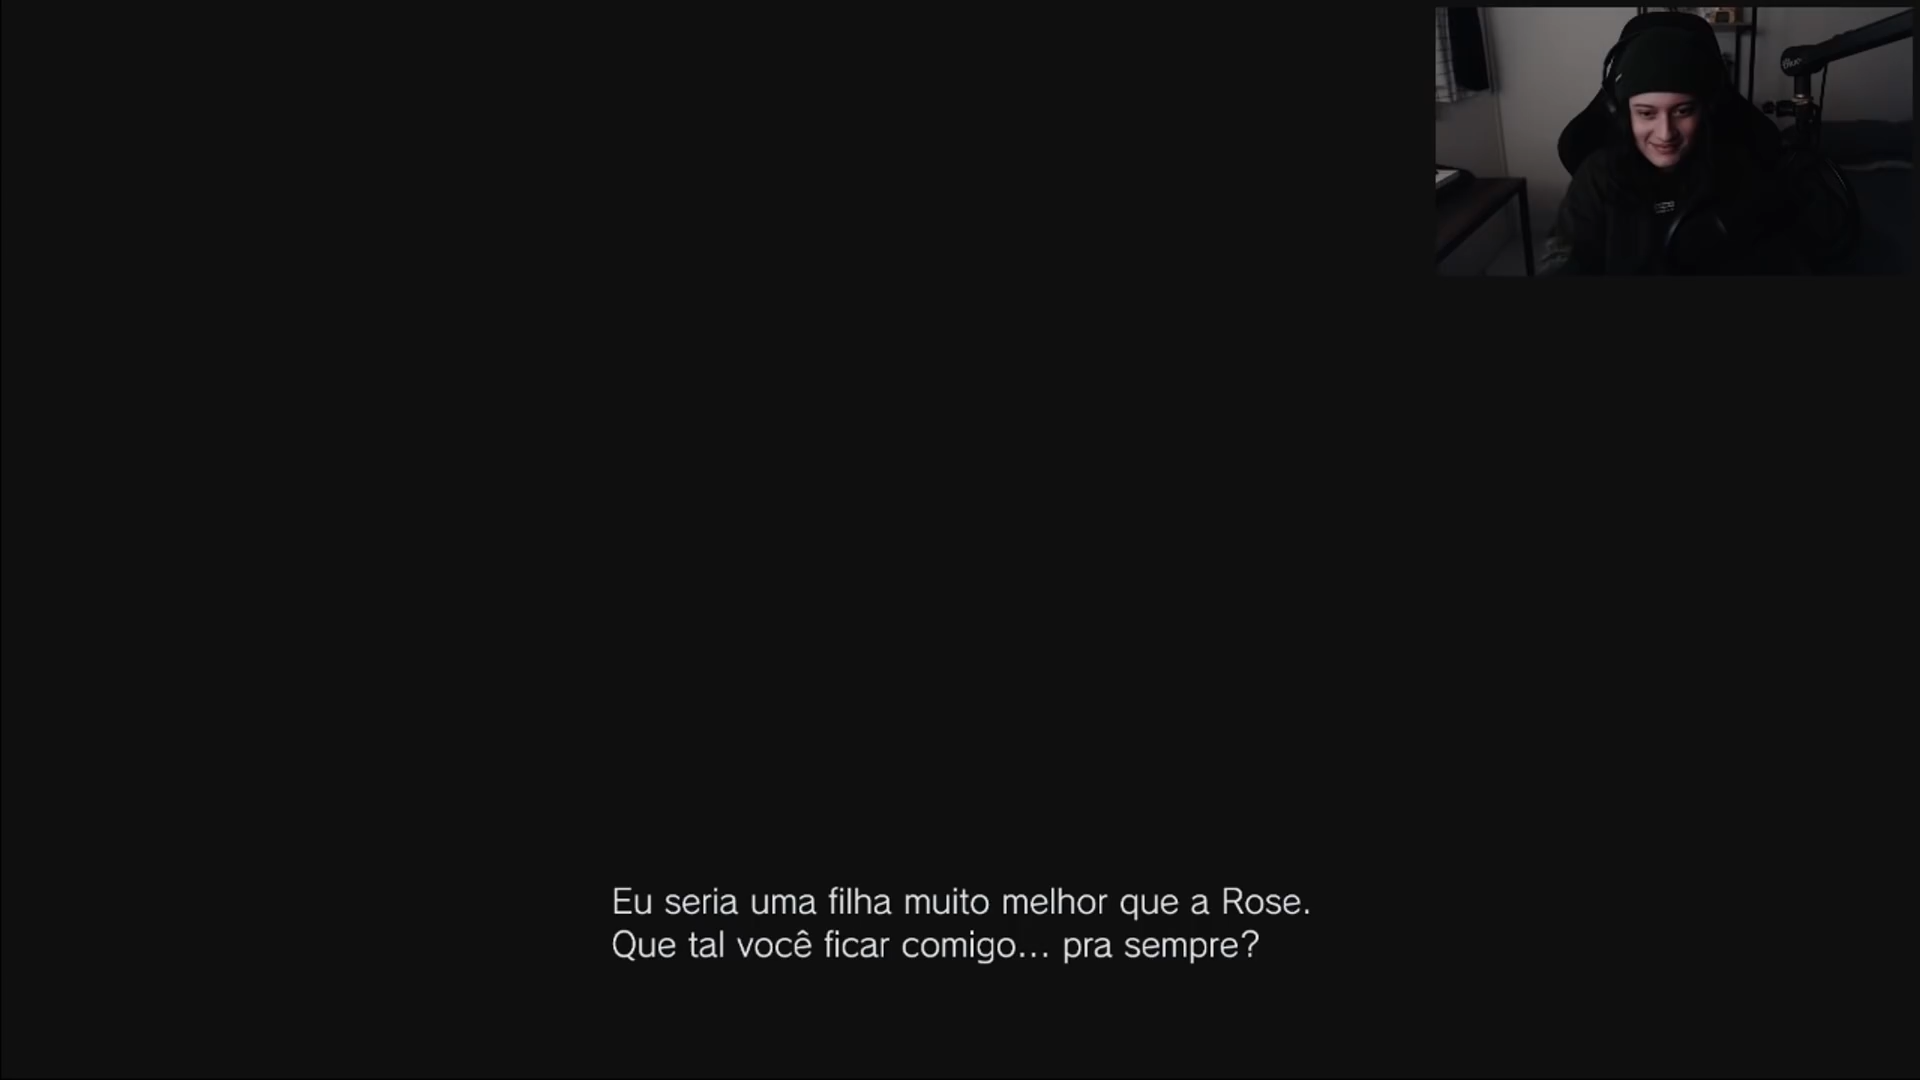 Eu seria uma filha muito melhor que a Rose.
Que tal você ficar comigo... pra sempre?